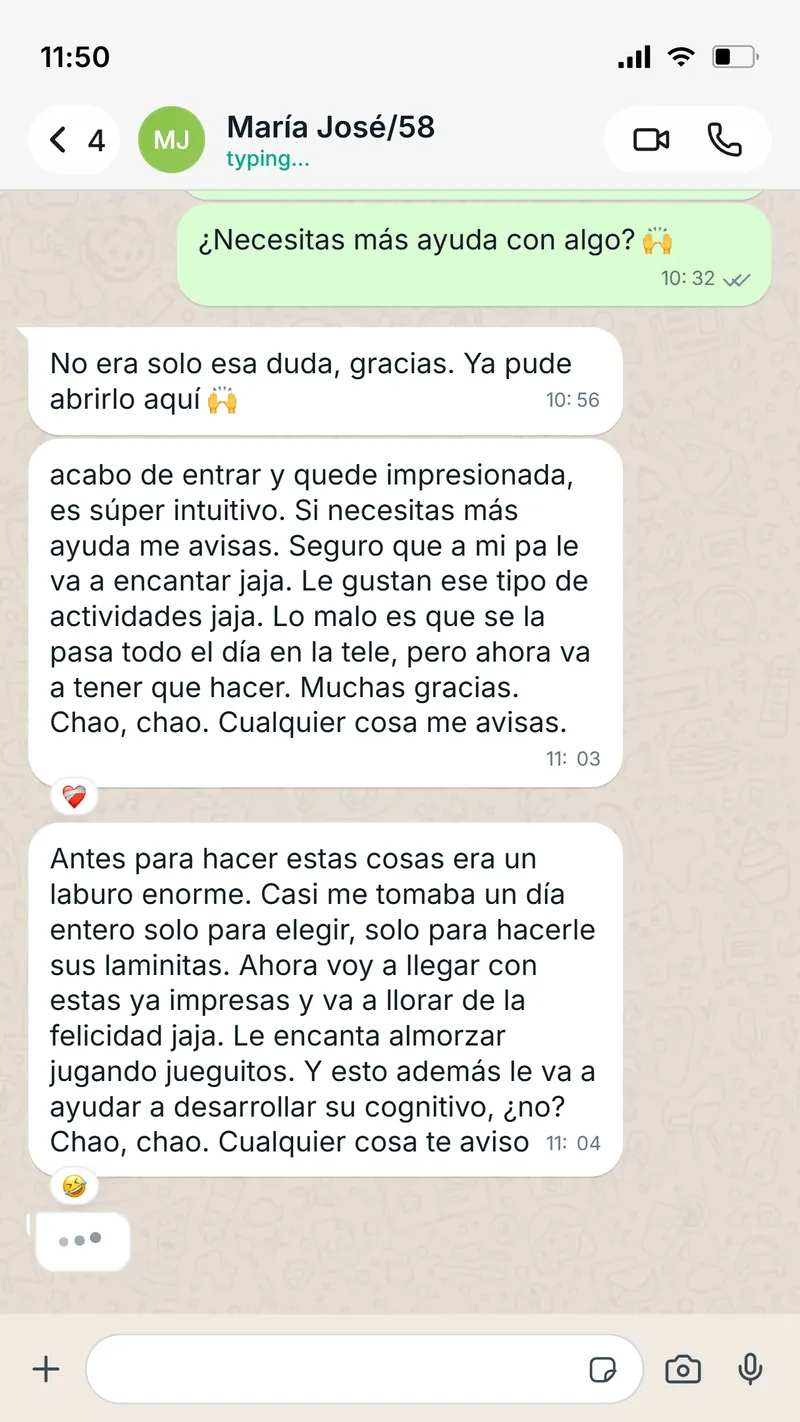 11:50
4
MJ
María José/58
typing...
¿Necesitas más ayuda con algo? 🙌
10: 32
No era solo esa duda, gracias. Ya pude
abrirlo aquí 🙌
10: 56
acabo de entrar y quede impresionada,
es súper intuitivo. Si necesitas más
ayuda me avisas. Seguro que a mi pa le
va a encantar jaja. Le gustan ese tipo de
actividades jaja. Lo malo es que se la
pasa todo el día en la tele, pero ahora va
a tener que hacer. Muchas gracias.
Chao, chao. Cualquier cosa me avisas.
11: 03
❤️‍🩹
Antes para hacer estas cosas era un
laburo enorme. Casi me tomaba un día
entero solo para elegir, solo para hacerle
sus laminitas. Ahora voy a llegar con
estas ya impresas y va a llorar de la
felicidad jaja. Le encanta almorzar
jugando jueguitos. Y esto además le va a
ayudar a desarrollar su cognitivo, ¿no?
Chao, chao. Cualquier cosa te aviso
11: 04
🤣